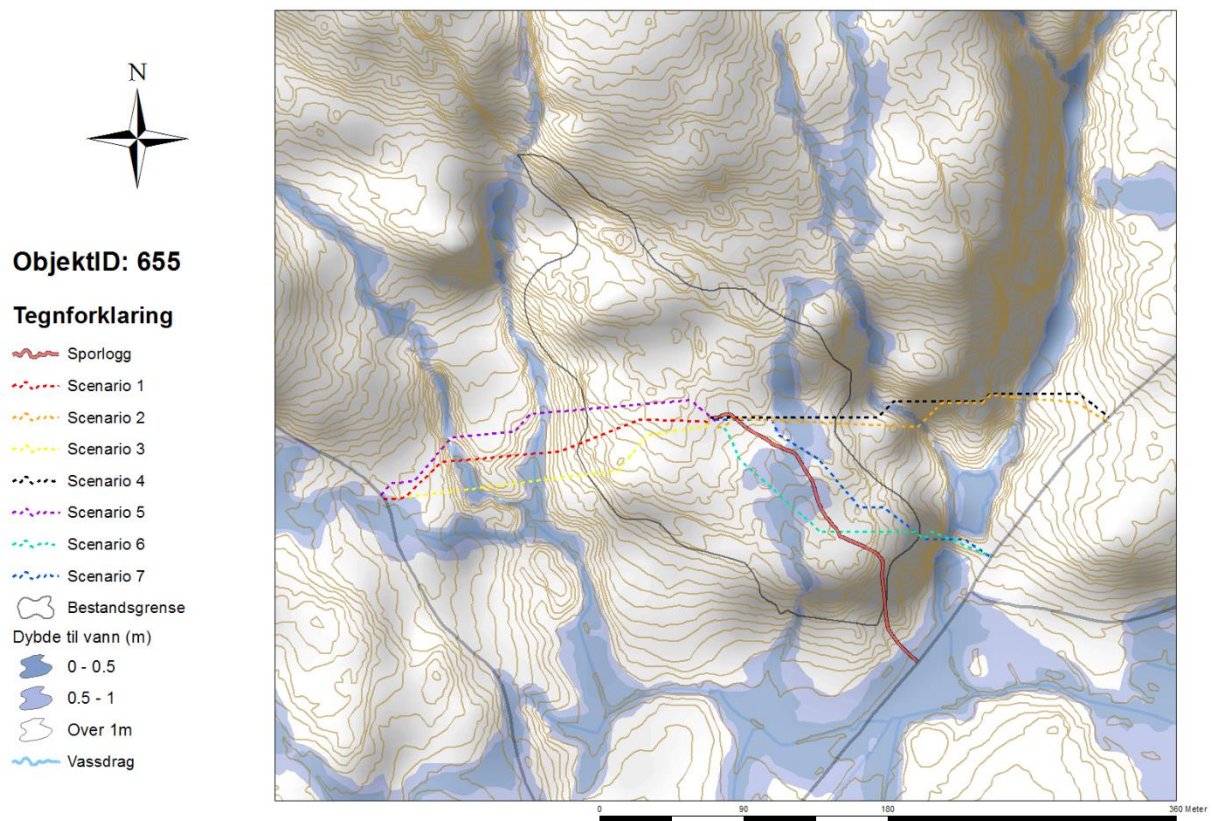 N
ObjektID: 655
Tegnforklaring
Sporlogg
Scenario 1
Scenario 2
Scenario 3
Scenario 4
Scenario 5
Scenario 6
Scenario 7
Bestandsgrense
Dybde til vann (m)
0 - 0.5
0.5 - 1
Over 1m
Vassdrag
0 90 180 360 Meter